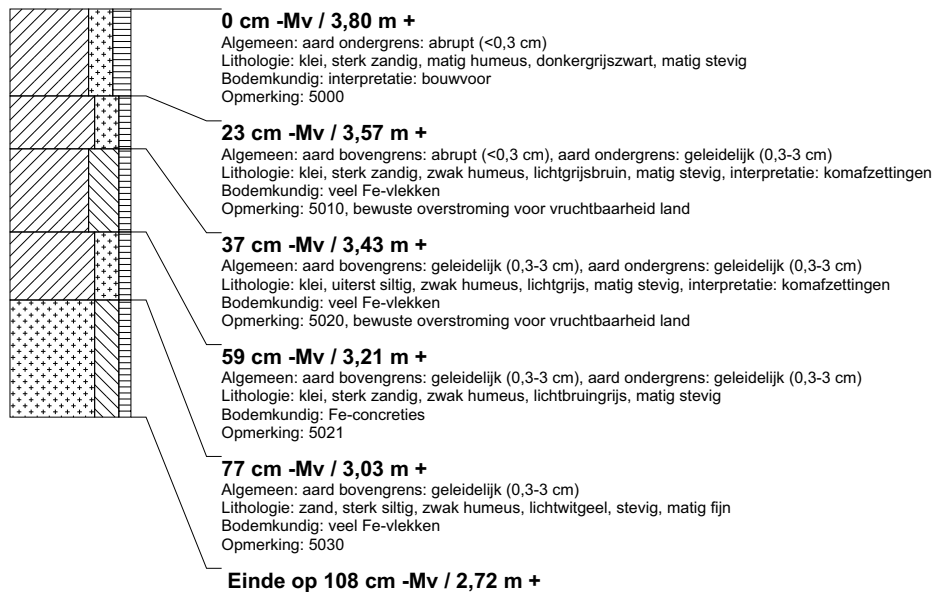 0 cm -Mv / 3,80 m +
Algemeen: aard ondergrens: abrupt (<0,3 cm)
Lithologie: klei, sterk zandig, matig humeus, donkergrijszwart, matig stevig
Bodemkundig: interpretatie: bouwvoor
Opmerking: 5000
23 cm -Mv / 3,57 m +
Algemeen: aard bovengrens: abrupt (<0,3 cm), aard ondergrens: geleidelijk (0,3-3 cm)
Lithologie: klei, sterk zandig, zwak humeus, lichtgrijsbruin, matig stevig, interpretatie: komafzettingen
Bodemkundig: veel Fe-vlekken
Opmerking: 5010, bewuste overstroming voor vruchtbaarheid land
37 cm -Mv / 3,43 m +
Algemeen: aard bovengrens: geleidelijk (0,3-3 cm), aard ondergrens: geleidelijk (0,3-3 cm)
Lithologie: klei, uiterst siltig, zwak humeus, lichtgrijs, matig stevig, interpretatie: komafzettingen
Bodemkundig: veel Fe-vlekken
Opmerking: 5020, bewuste overstroming voor vruchtbaarheid land
59 cm -Mv / 3,21 m +
Algemeen: aard bovengrens: geleidelijk (0,3-3 cm), aard ondergrens: geleidelijk (0,3-3 cm)
Lithologie: klei, sterk zandig, zwak humeus, lichtbruingrijs, matig stevig
Bodemkundig: Fe-concreties
Opmerking: 5021
77 cm -Mv / 3,03 m +
Algemeen: aard bovengrens: geleidelijk (0,3-3 cm)
Lithologie: zand, sterk siltig, zwak humeus, lichtwitgeel, stevig, matig fijn
Bodemkundig: veel Fe-vlekken
Opmerking: 5030
Einde op 108 cm -Mv / 2,72 m +